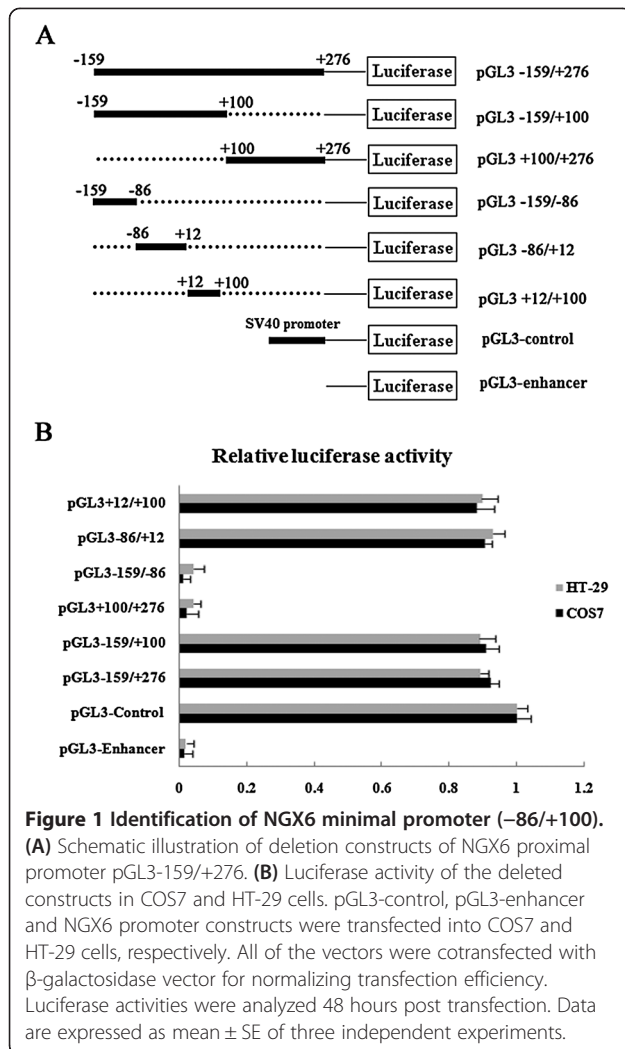 A
-159 +276
Luciferase pGL3 -159/+276
-159 +100
Luciferase pGL3 -159/+100
+100 +276
Luciferase pGL3 +100/+276
-159 -86
Luciferase pGL3 -159/-86
-86 +12
Luciferase pGL3 -86/+12
+12 +100
Luciferase pGL3 +12/+100
SV40 promoter
Luciferase pGL3-control
Luciferase pGL3-enhancer
B
Relative luciferase activity
pGL3+12/+100
pGL3-86/+12
pGL3-159/-86
pGL3+100/+276
pGL3-159/+100
pGL3-159/+276
pGL3-Control
pGL3-Enhancer
HT-29
COS7
0 0.2 0.4 0.6 0.8 1 1.2
Figure 1 Identification of NGX6 minimal promoter (−86/+100).
(A) Schematic illustration of deletion constructs of NGX6 proximal
promoter pGL3-159/+276. (B) Luciferase activity of the deleted
constructs in COS7 and HT-29 cells. pGL3-control, pGL3-enhancer
and NGX6 promoter constructs were transfected into COS7 and
HT-29 cells, respectively. All of the vectors were cotransfected with
β-galactosidase vector for normalizing transfection efficiency.
Luciferase activities were analyzed 48 hours post transfection. Data
are expressed as mean ± SE of three independent experiments.